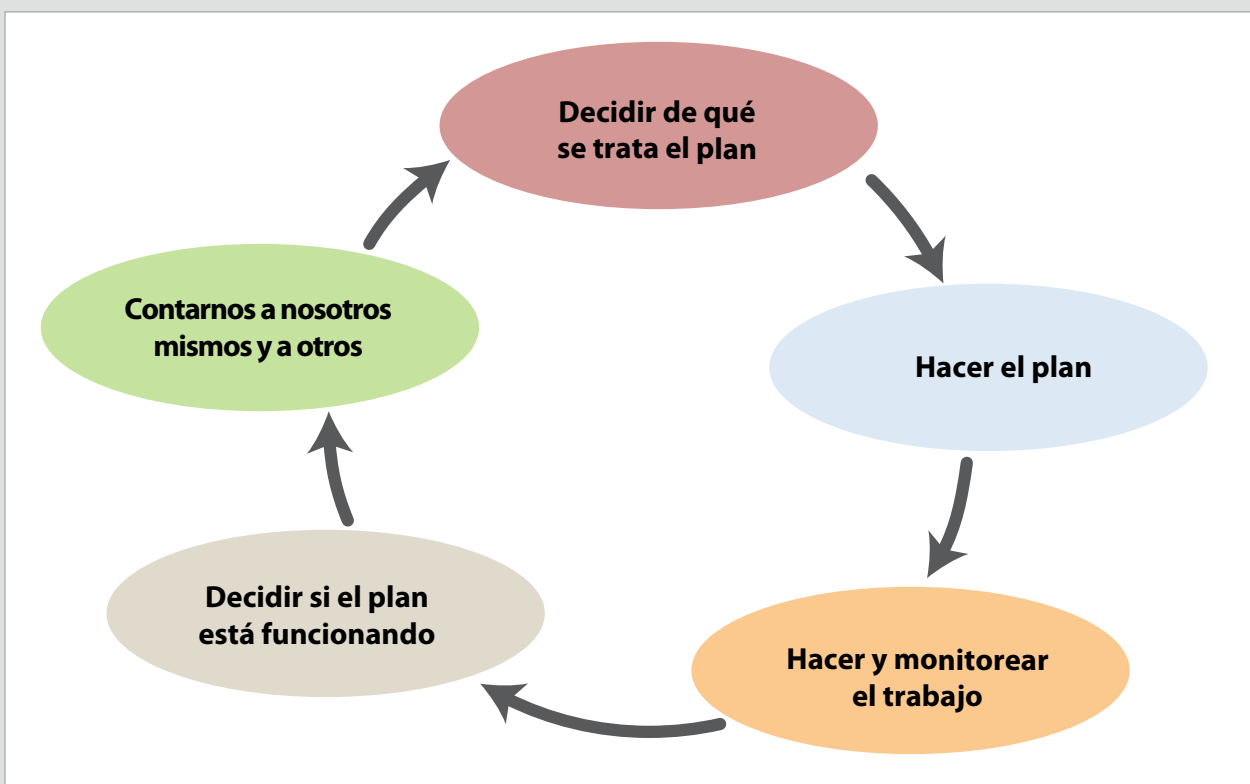 Decidir de qué
se trata el plan
Hacer el plan
Hacer y monitorear
el trabajo
Decidir si el plan
está funcionando
Contarnos a nosotros
mismos y a otros